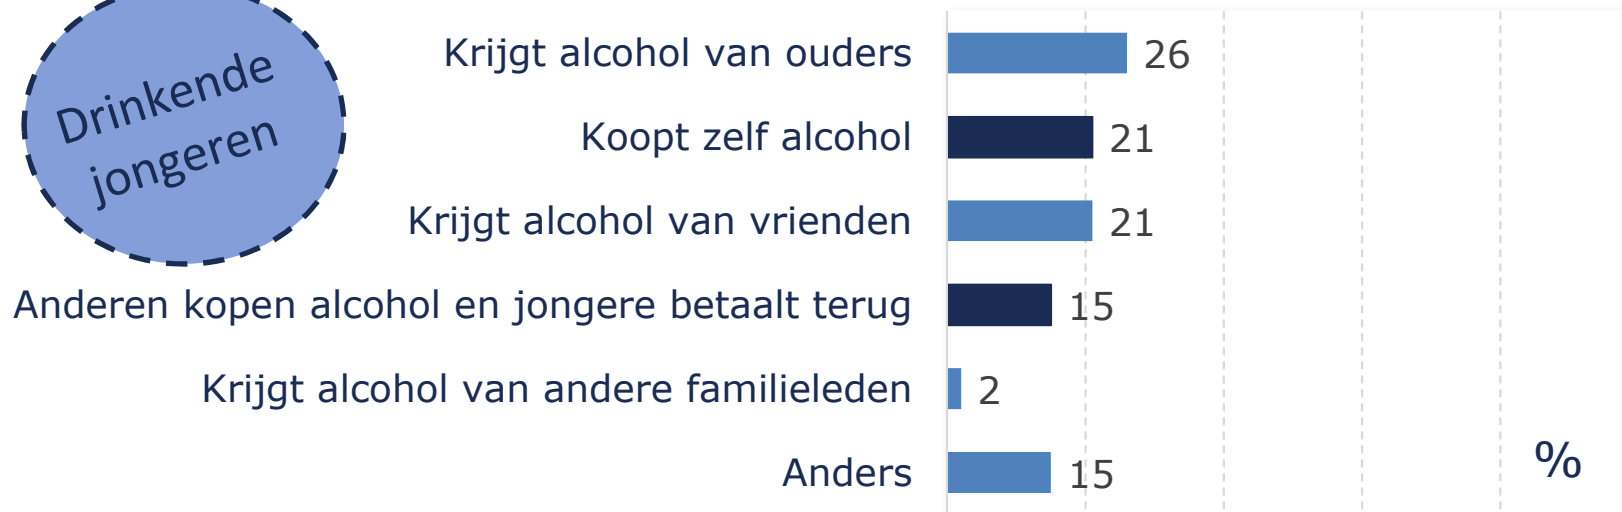 Drinkende
jongeren
Krijgt alcohol van ouders 26
Koopt zelf alcohol 21
Krijgt alcohol van vrienden 21
Anderen kopen alcohol en jongere betaalt terug 15
Krijgt alcohol van andere familieleden 2
Anders 15
%